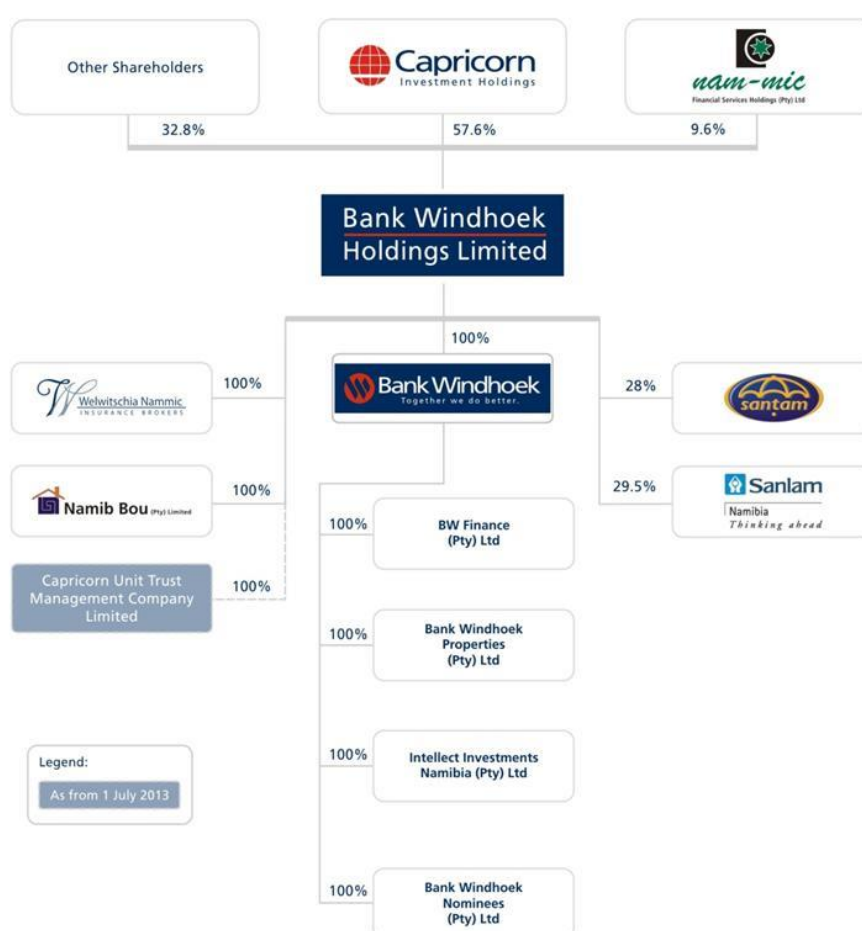 Other Shareholders
Capricorn
Investment Holdings
nam-mic
Financial Services Holdings (Pty) Ltd
32.8%
57.6%
9.6%
Bank Windhoek
Holdings Limited
100%
Welwitschia Nammic
INSURANCE BROKERS
100%
Bank Windhoek
Together we do better.
28%
santam
Namib Bou (Pty) Limited
100%
29.5%
Sanlam
Namibia
Thinking ahead
Capricorn Unit Trust
Management Company
Limited
100%
100%
BW Finance
(Pty) Ltd
100%
Bank Windhoek
Properties
(Pty) Ltd
100%
Intellect Investments
Namibia (Pty) Ltd
100%
Bank Windhoek
Nominees
(Pty) Ltd
Legend:
As from 1 July 2013